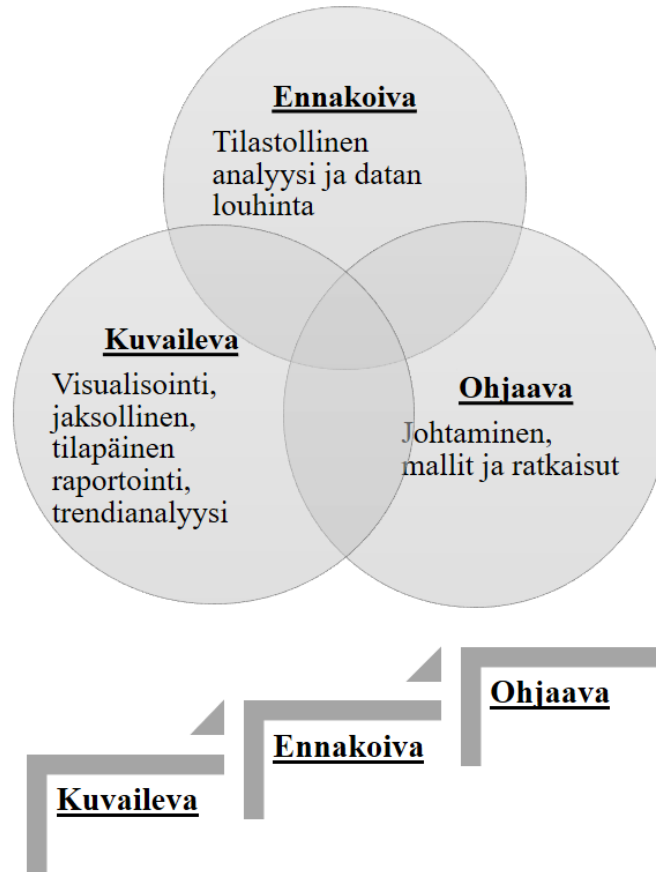 Ennakoiva
Tilastollinen
analyysi ja datan
louhinta
Kuvaileva
Visualisointi,
jaksollinen,
tilapäinen
raportointi,
trendianalyysi
Ohjaava
Johtaminen,
mallit ja ratkaisut
Ohjaava
Ennakoiva
Kuvaileva